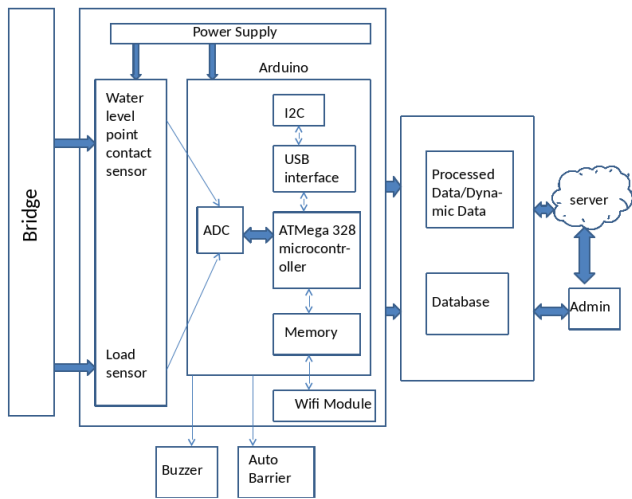 Power Supply
Arduino
Bridge
Water
level
point
contact
sensor
Load
sensor
I2C
USB
interface
ADC
ATMega 328
microcontr-
oller
Memory
Wifi Module
Buzzer
Auto
Barrier
Processed
Data/Dyna-
mic Data
Database
server
Admin